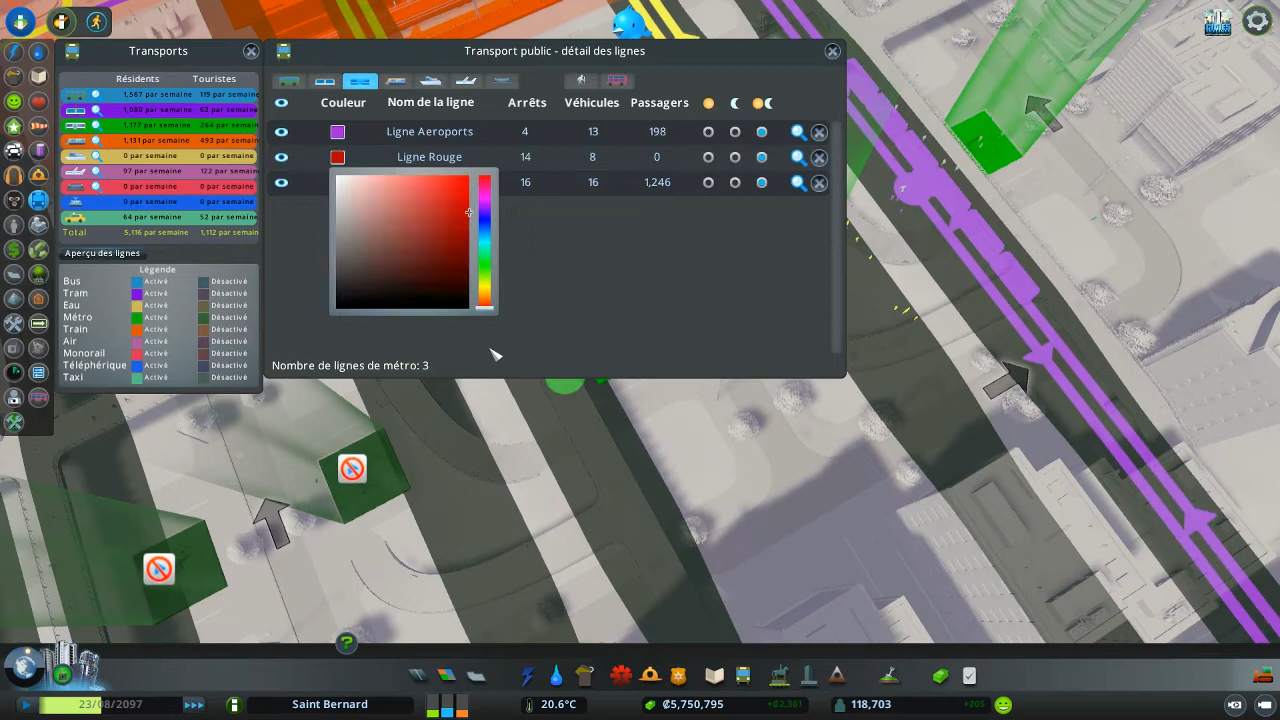 Transports
Résidents Touristes
1,567 par semaine 119 par semaine
1,080 par semaine 62 par semaine
1,177 par semaine 264 par semaine
1,131 par semaine 493 par semaine
0 par semaine 0 par semaine
97 par semaine 122 par semaine
0 par semaine 0 par semaine
0 par semaine 0 par semaine
64 par semaine 52 par semaine
Total 5,116 par semaine 1,112 par semaine
Aperçu des lignes
Légende
Bus Activé Désactivé
Tram Activé Désactivé
Eau Activé Désactivé
Métro Activé Désactivé
Train Activé Désactivé
Air Activé Désactivé
Monorail Activé Désactivé
Téléphérique Activé Désactivé
Taxi Activé Désactivé
Transport public - détail des lignes
Couleur Nom de la ligne Arrêts Véhicules Passagers
Ligne Aeroports 4 13 198
Ligne Rouge 14 8 0
16 16 1,246
Nombre de lignes de métro: 3
?
23/08/2097 Saint Bernard 20.6°C ₡5,750,795 +₡2,361 118,703 +205